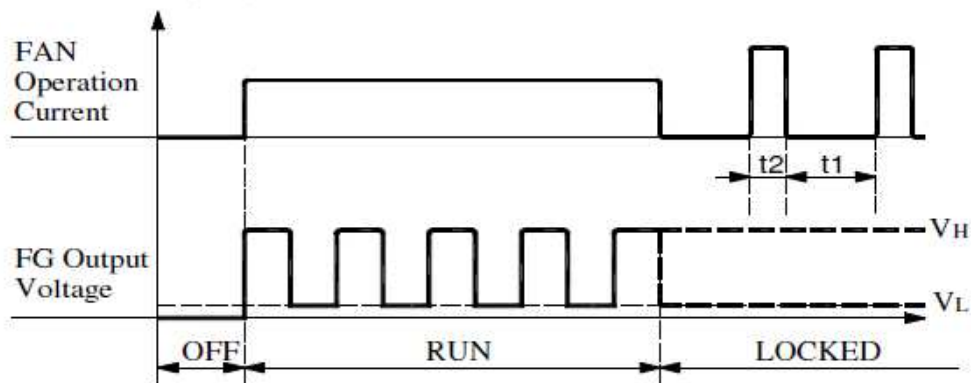 FAN
Operation
Current
t2 t1
VH
FG Output
Voltage
VL
OFF RUN LOCKED